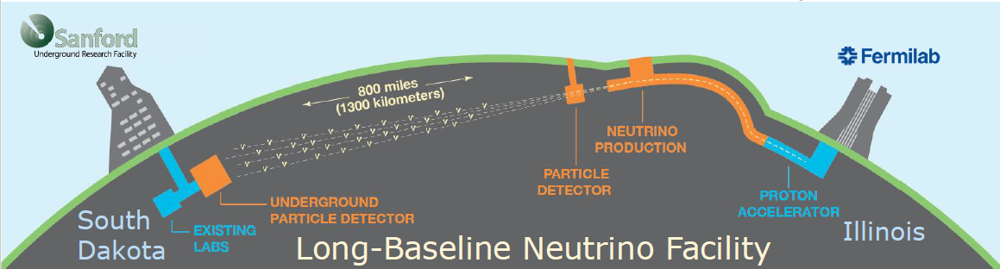 Sanford
Underground Research Facility
Fermilab
800 miles
(1300 kilometers)
NEUTRINO
PRODUCTION
PARTICLE
DETECTOR
PROTON
ACCELERATOR
UNDERGROUND
PARTICLE DETECTOR
EXISTING
LABS
South
Dakota
Illinois
Long-Baseline Neutrino Facility